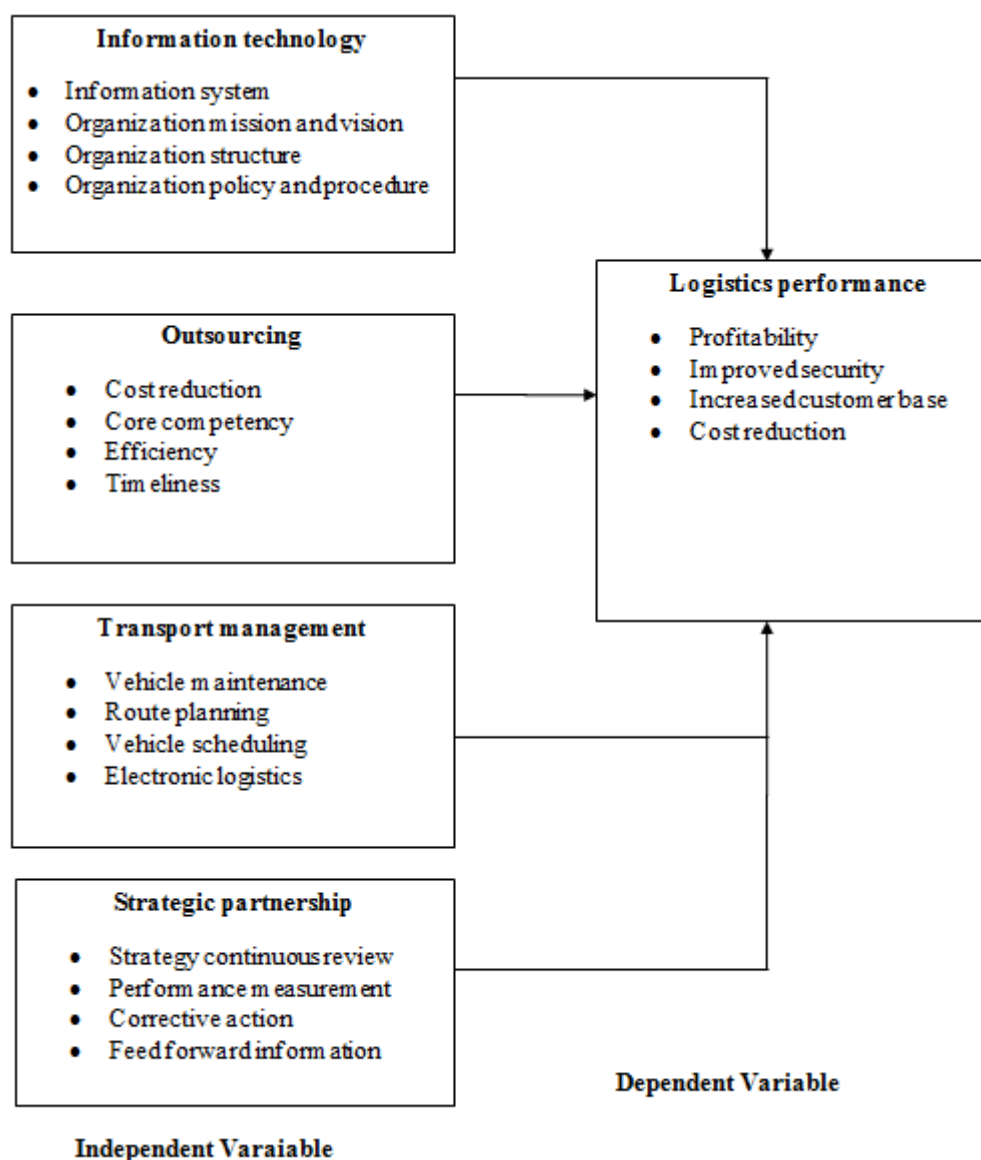 Information technology
• Information system
• Organization mission and vision
• Organization structure
• Organization policy and procedure
Outsourcing
• Cost reduction
• Core competency
• Efficiency
• Timeliness
Transport management
• Vehicle maintenance
• Route planning
• Vehicle scheduling
• Electronic logistics
Strategic partnership
• Strategy continuous review
• Performance measurement
• Corrective action
• Feed forward information
Independent Varaiable
Logistics performance
• Profitability
• Improved security
• Increased customer base
• Cost reduction
Dependent Variable